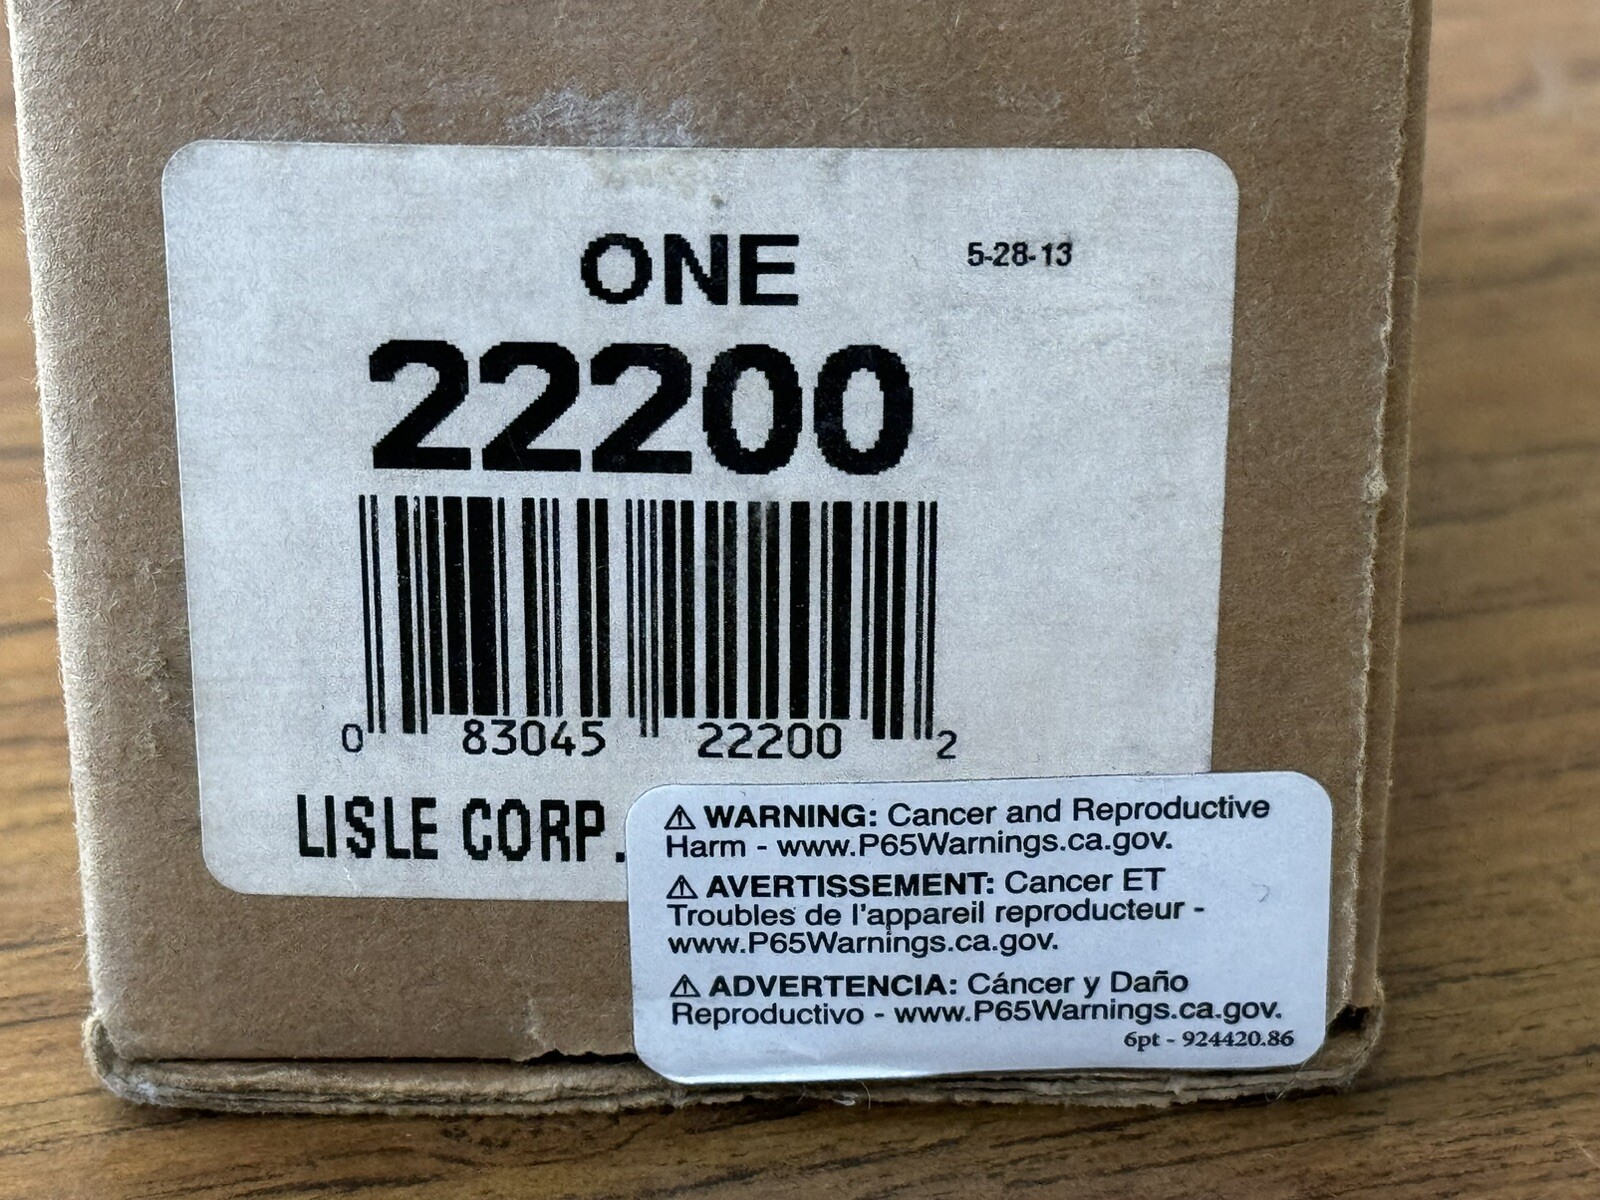 ONE 5-28-13
22200
0 83045 22200 2
LISLE CORP.
⚠ WARNING: Cancer and Reproductive
Harm - www.P65Warnings.ca.gov.
⚠ AVERTISSEMENT: Cancer ET
Troubles de l'appareil reproducteur -
www.P65Warnings.ca.gov.
⚠ ADVERTENCIA: Cáncer y Daño
Reproductivo - www.P65Warnings.ca.gov.
6pt - 924420.86